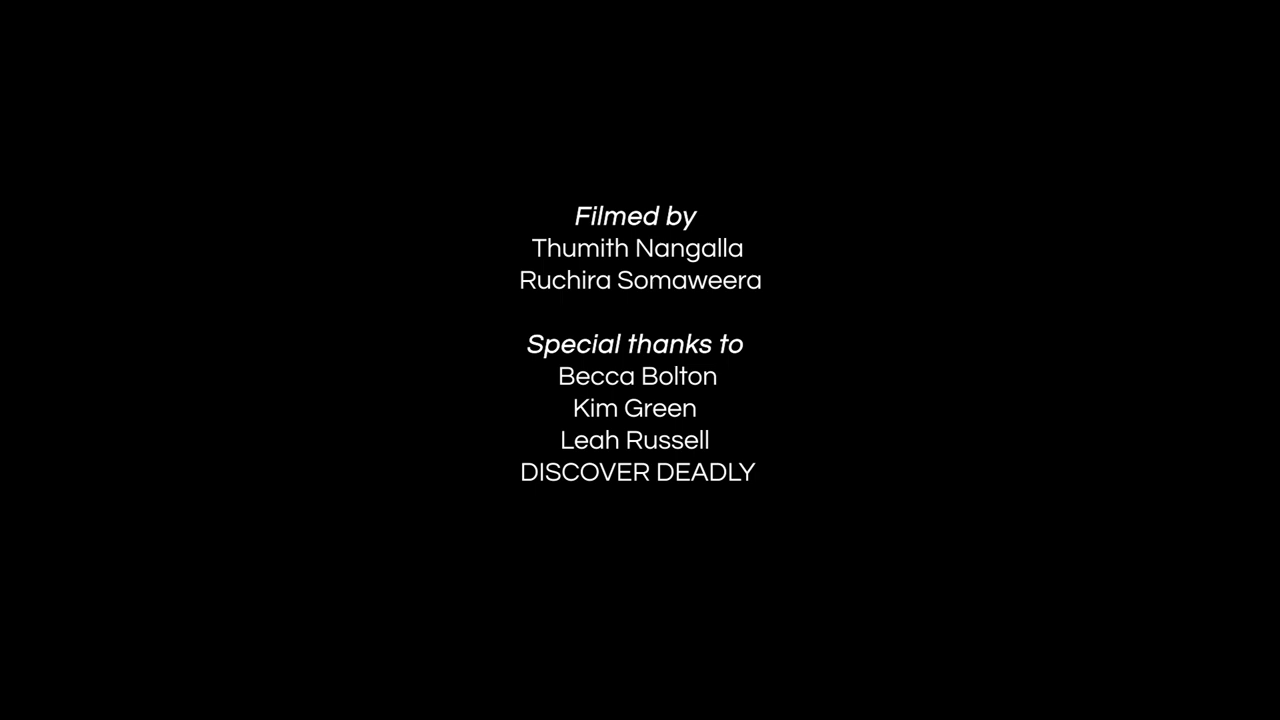 Filmed by
Thumith Nangalla
Ruchira Somaweera
Special thanks to
Becca Bolton
Kim Green
Leah Russell
DISCOVER DEADLY